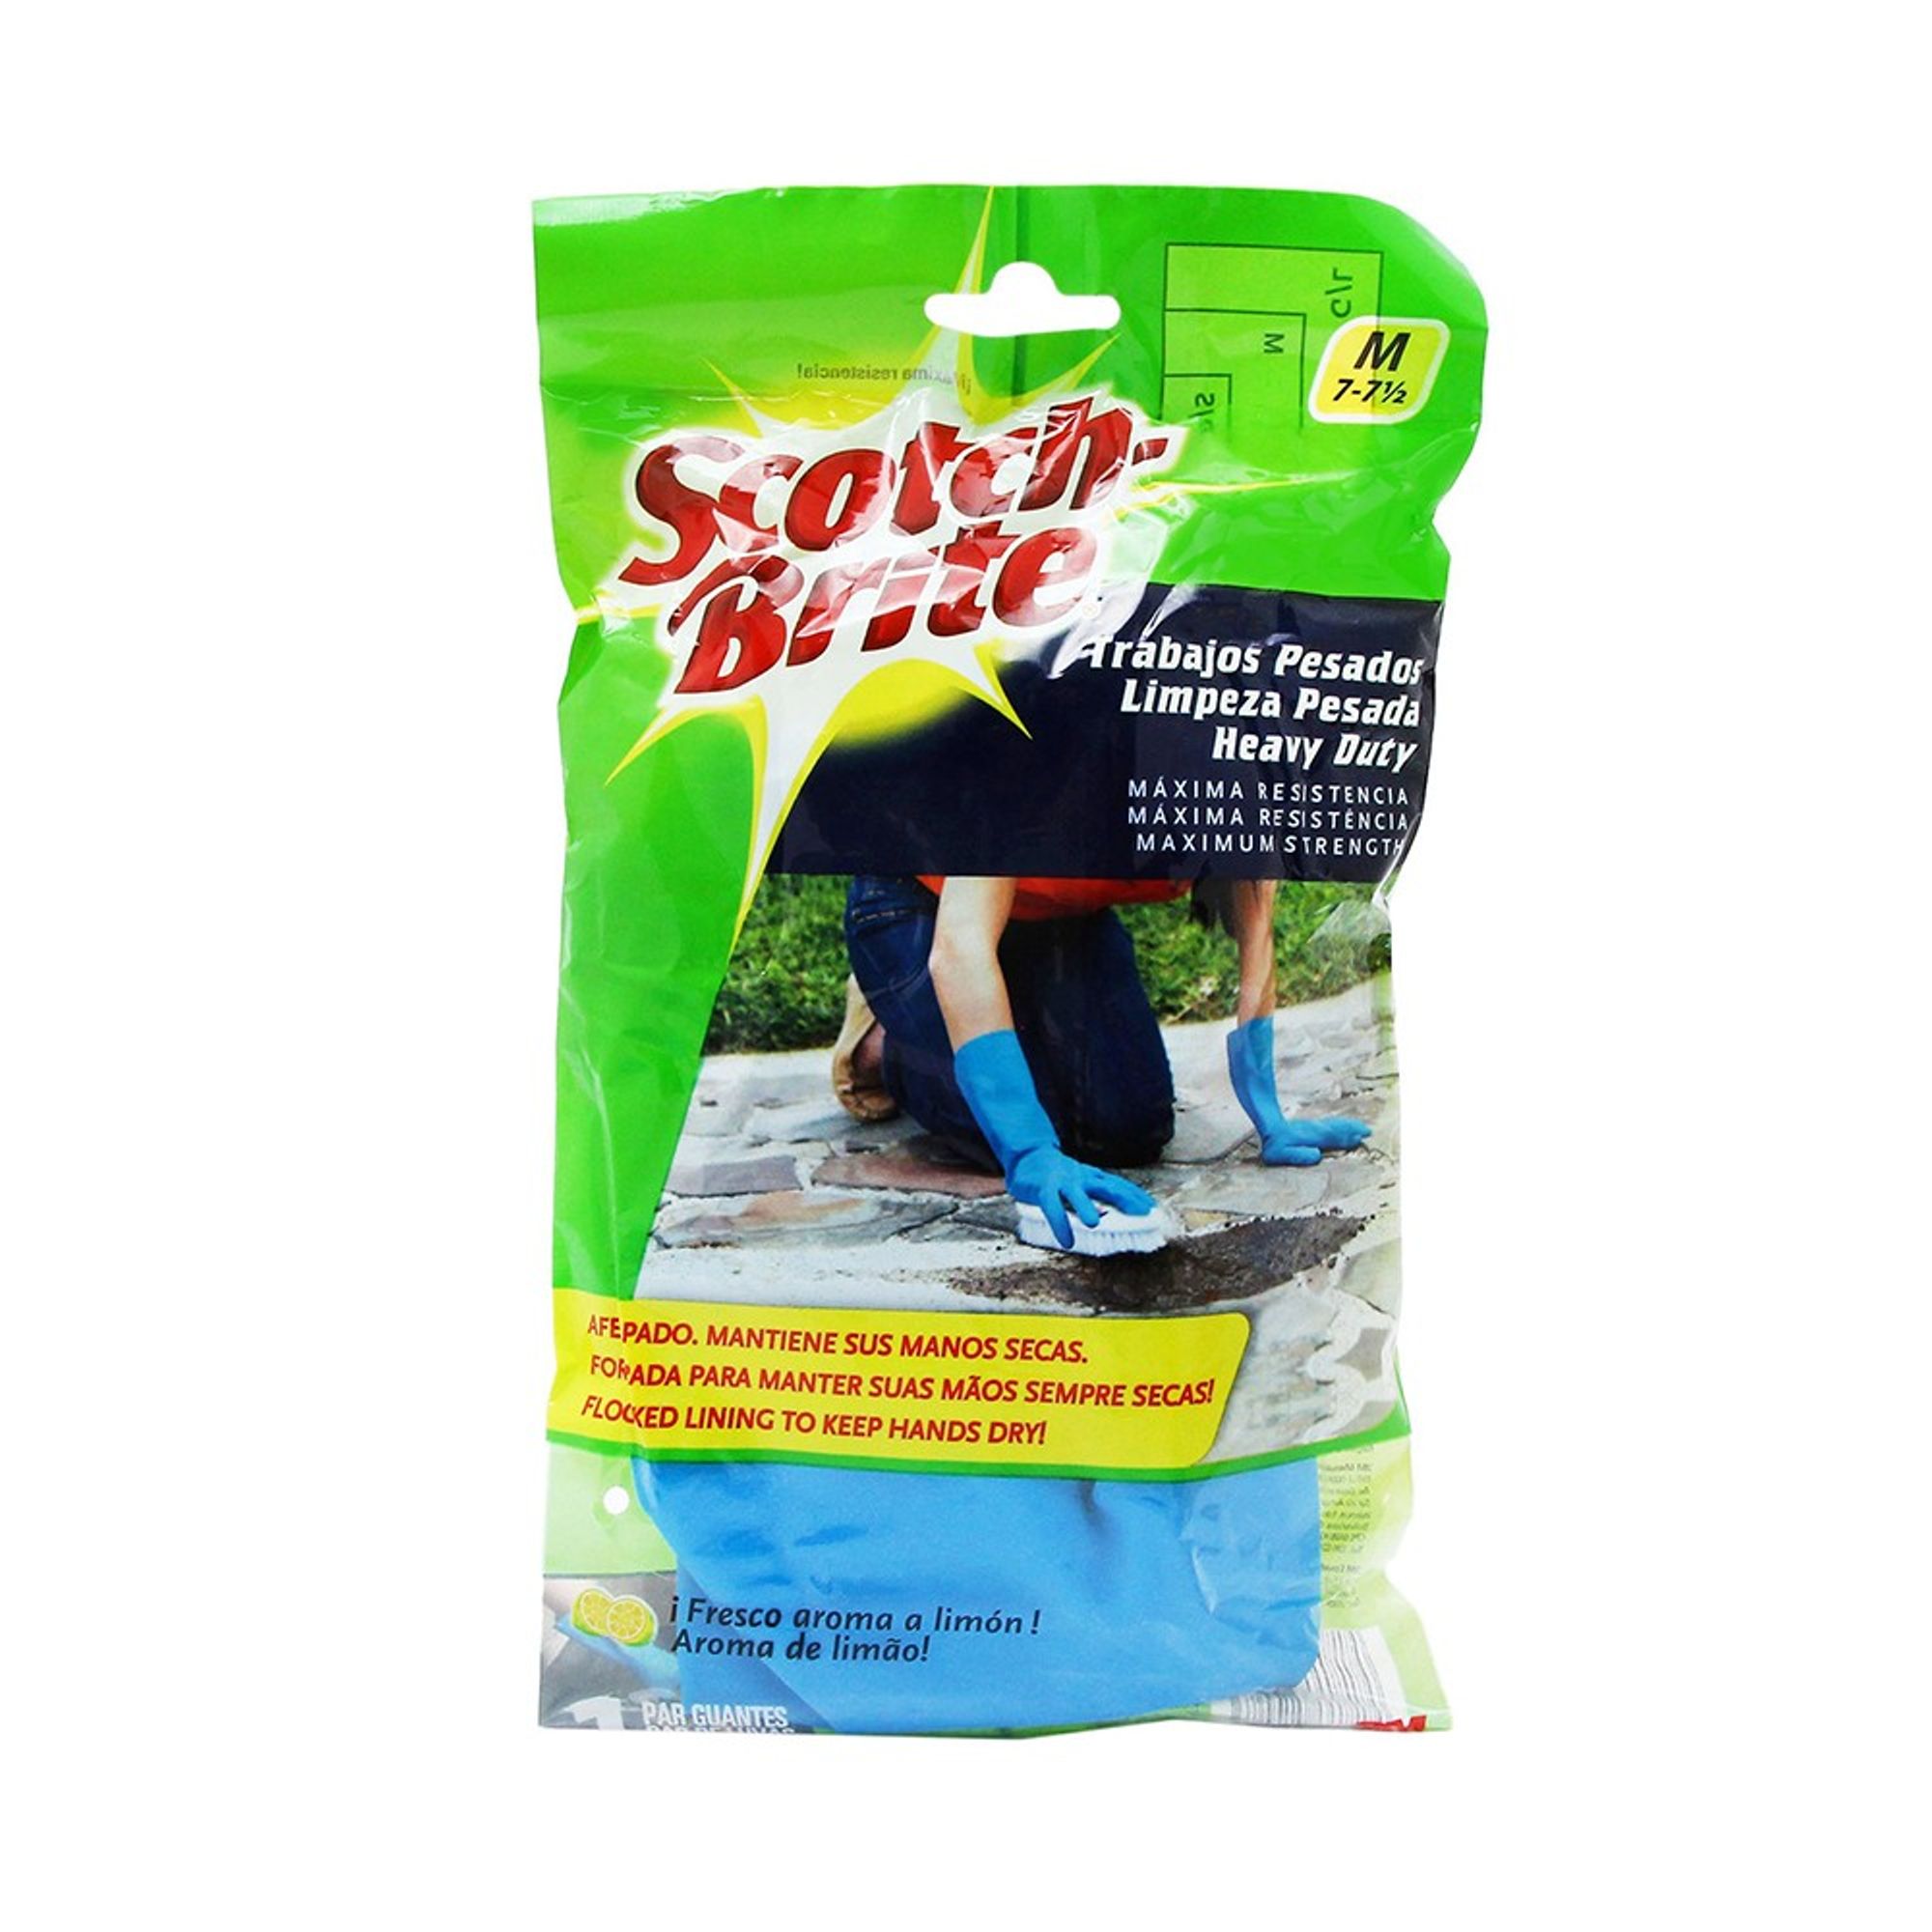 M
7-7½
G/L
M
¡Máxima resistencia!
Scotch-
Brite
Trabajos Pesados
Limpeza Pesada
Heavy Duty
MÁXIMA RESISTENCIA
MÁXIMA RESISTÊNCIA
MAXIMUM STRENGTH
AFELPADO. MANTIENE SUS MANOS SECAS.
FORRADA PARA MANTER SUAS MÃOS SEMPRE SECAS!
FLOCKED LINING TO KEEP HANDS DRY!
¡Fresco aroma a limón!
Aroma de limão!
1 PAR GUANTES